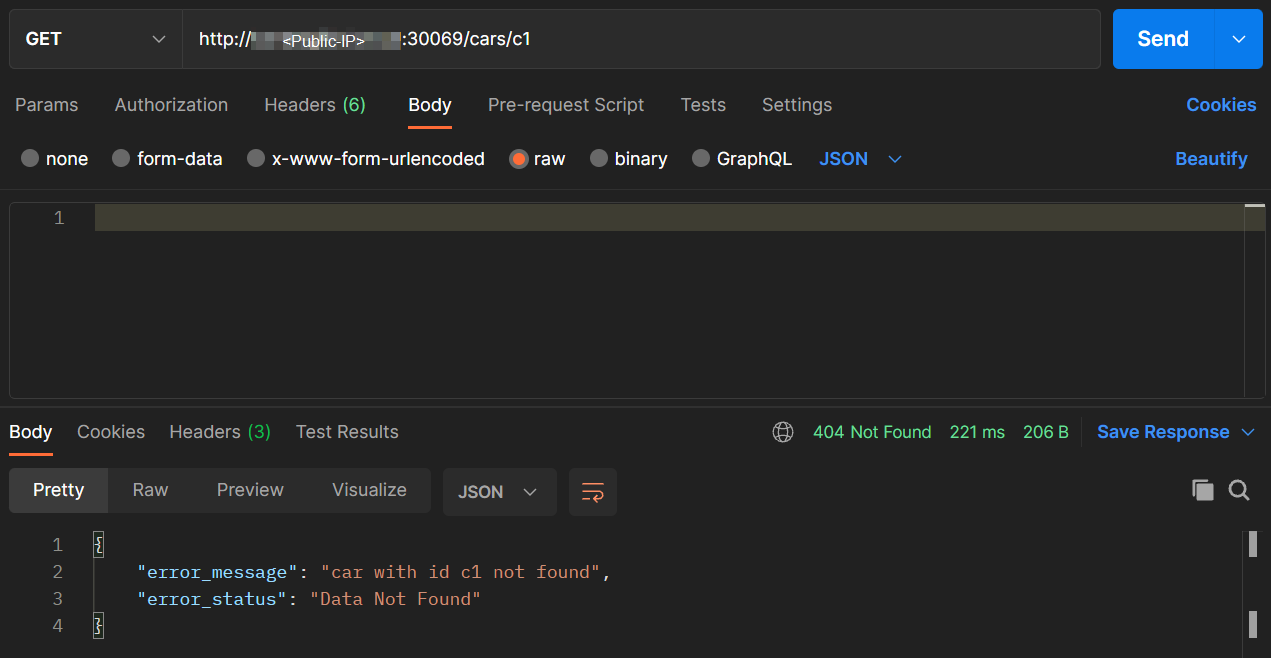 GET http://<Public-IP>:30069/cars/c1 Send
Params Authorization Headers (6) Body Pre-request Script Tests Settings Cookies
none form-data x-www-form-urlencoded raw binary GraphQL JSON Beautify
1
Body Cookies Headers (3) Test Results 404 Not Found 221 ms 206 B Save Response
Pretty Raw Preview Visualize JSON
1 {
2 "error_message": "car with id c1 not found",
3 "error_status": "Data Not Found"
4 }